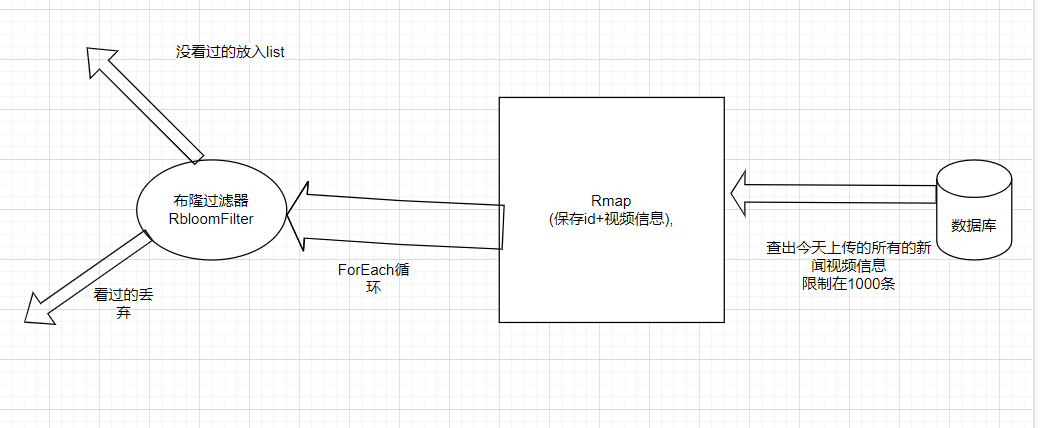 没看过的放入list
布隆过滤器
RbloomFilter
看过的丢
弃
ForEach循
环
Rmap
(保存id+视频信息),
查出今天上传的所有的新
闻视频信息
限制在1000条
数据库